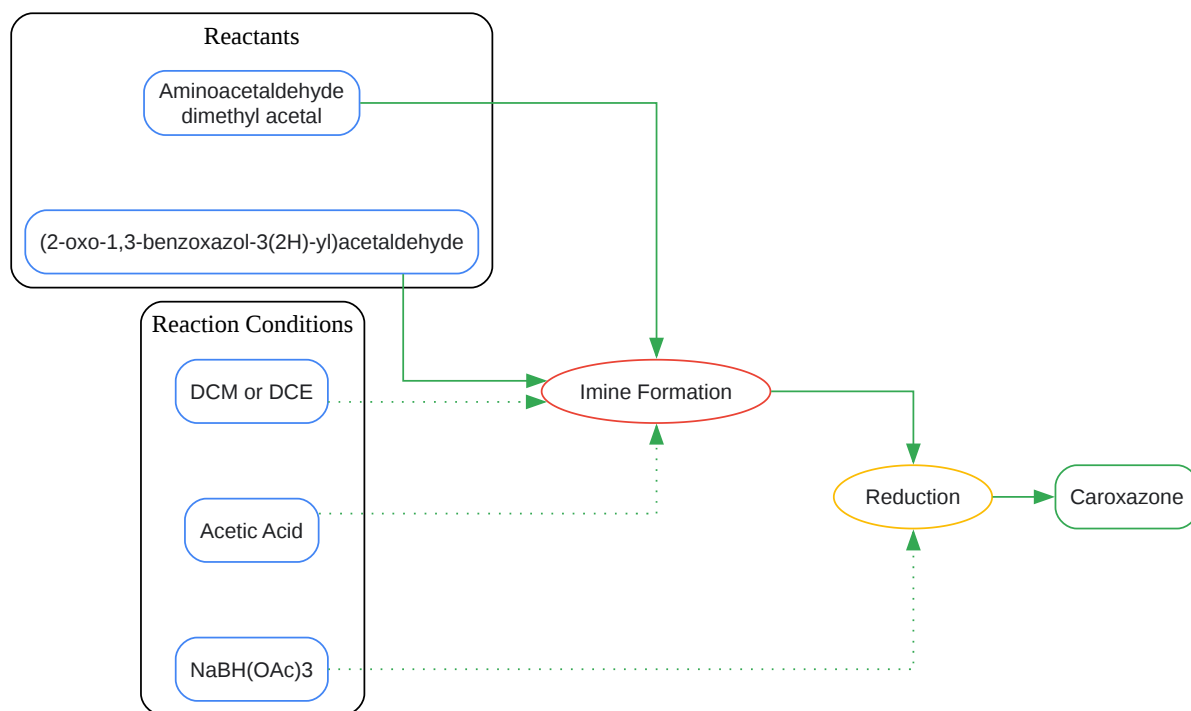 Reactants
Aminoacetaldehyde
dimethyl acetal
(2-oxo-1,3-benzoxazol-3(2H)-yl)acetaldehyde
Reaction Conditions
DCM or DCE
Imine Formation
Reduction
Caroxazone
Acetic Acid
NaBH(OAc)3